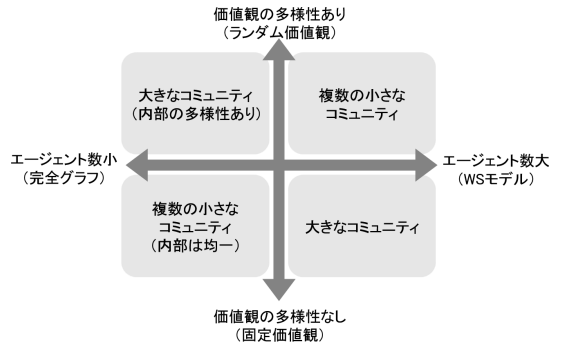 価値観の多様性あり
(ランダム価値観)
大きなコミュニティ
(内部の多様性あり)
複数の小さな
コミュニティ
エージェント数小
(完全グラフ)
エージェント数大
(WSモデル)
複数の小さな
コミュニティ
(内部は均一)
大きなコミュニティ
価値観の多様性なし
(固定価値観)